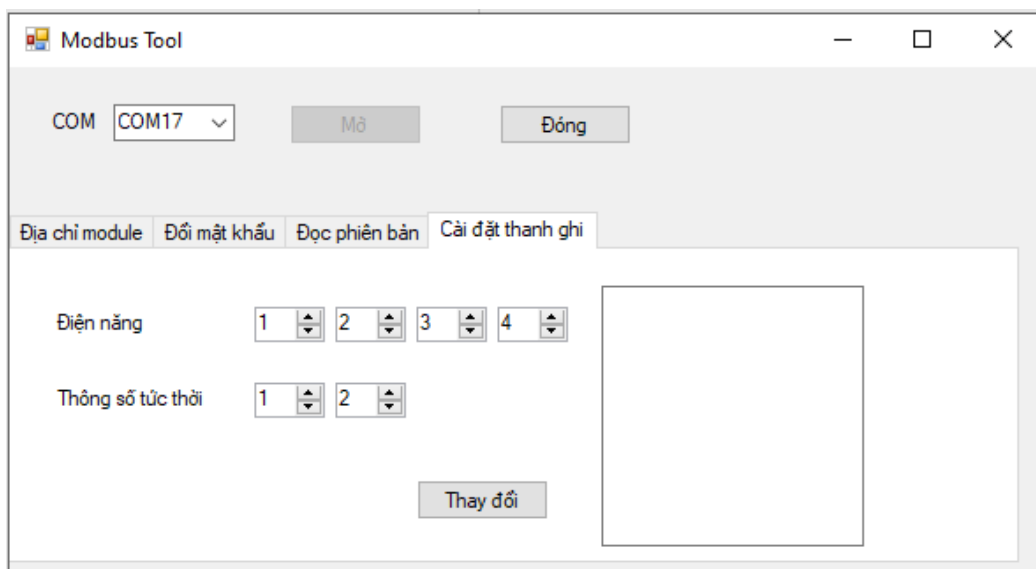 Modbus Tool
COM COM17 Mở Đóng
Địa chỉ module Đổi mật khẩu Đọc phiên bản Cài đặt thanh ghi
Điện năng 1 2 3 4
Thông số tức thời 1 2
Thay đổi